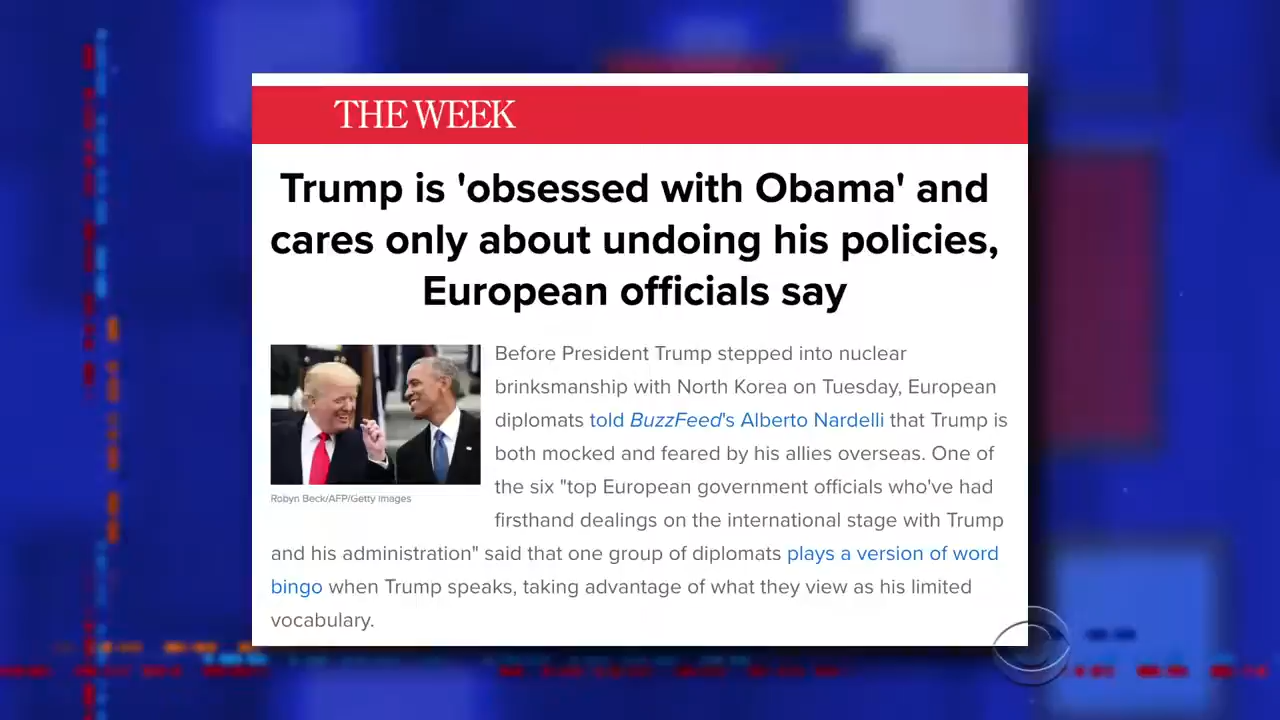 THE WEEK
Trump is 'obsessed with Obama' and
cares only about undoing his policies,
European officials say
Before President Trump stepped into nuclear
brinksmanship with North Korea on Tuesday, European
diplomats told BuzzFeed's Alberto Nardelli that Trump is
both mocked and feared by his allies overseas. One of
the six "top European government officials who've had
Robyn Beck/AFP/Getty Images
firsthand dealings on the international stage with Trump
and his administration" said that one group of diplomats plays a version of word
bingo when Trump speaks, taking advantage of what they view as his limited
vocabulary.